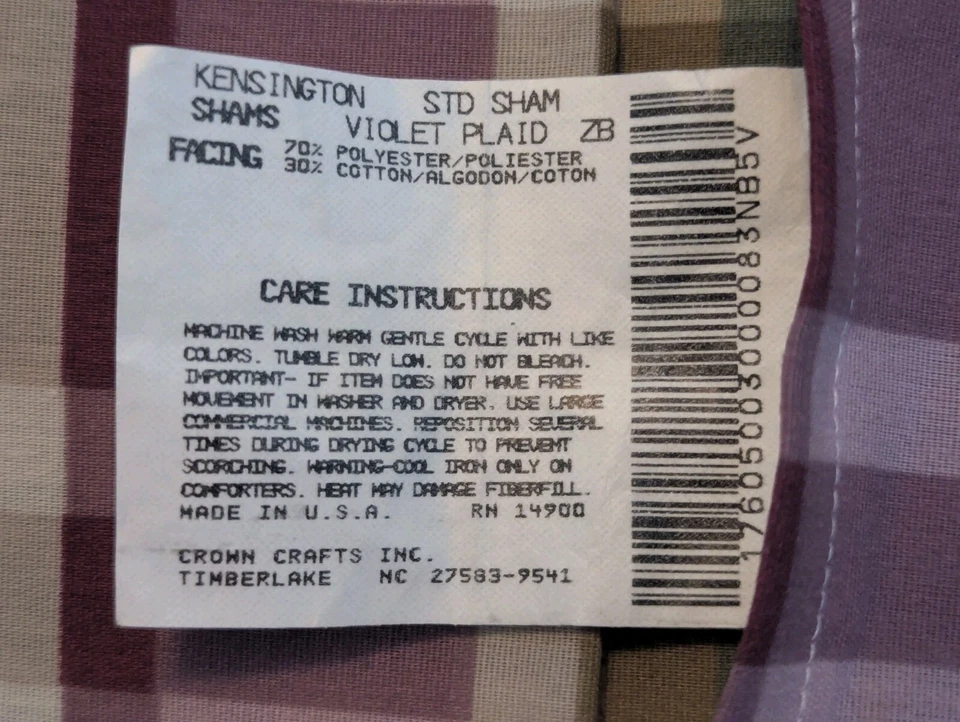 KENSINGTON STD SHAM
SHAMS VIOLET PLAID ZB
FACING 70% POLYESTER/POLIESTER
30% COTTON/ALGODON/COTON
CARE INSTRUCTIONS
MACHINE WASH WARM GENTLE CYCLE WITH LIKE
COLORS. TUMBLE DRY LOW. DO NOT BLEACH.
IMPORTANT- IF ITEM DOES NOT HAVE FREE
MOVEMENT IN WASHER AND DRYER. USE LARGE
COMMERCIAL MACHINES. REPOSITION SEVERAL
TIMES DURING DRYING CYCLE TO PREVENT
SCORCHING. WARNING-COOL IRON ONLY ON
COMFORTERS. HEAT MAY DAMAGE FIBERFILL.
MADE IN U.S.A. RN 14900
CROWN CRAFTS INC.
TIMBERLAKE NC 27583-9541
1760500300083NB5V